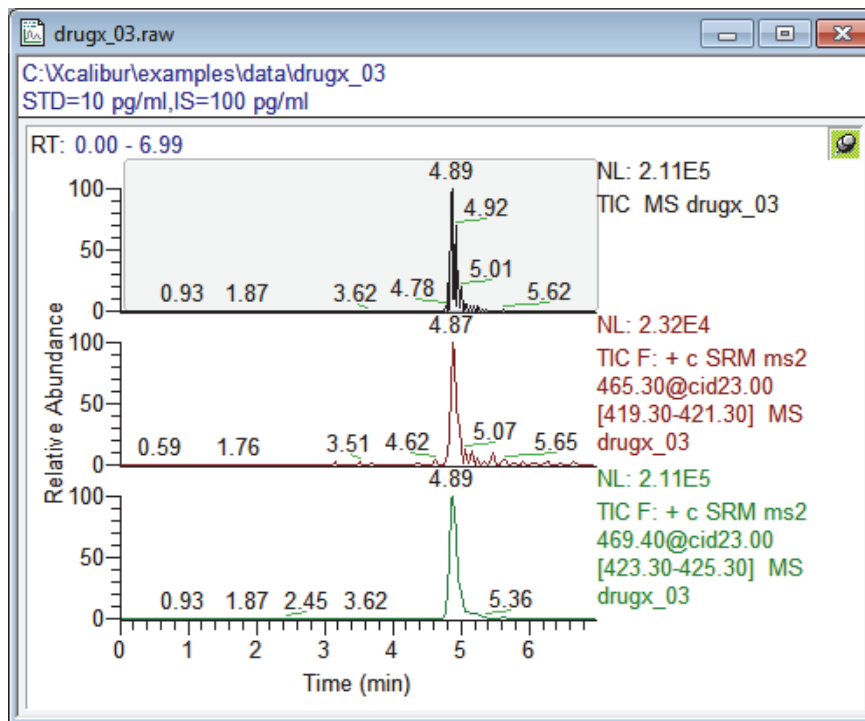 drugx_03.raw
C:\Xcalibur\examples\data\drugx_03
STD=10 pg/ml,IS=100 pg/ml
RT: 0.00 - 6.99
NL: 2.11E5
TIC MS drugx_03
4.89
4.92
5.01
4.78
0.93 1.87 3.62 5.62
100
50
0
Relative Abundance
NL: 2.32E4
TIC F: + c SRM ms2
465.30@cid23.00
[419.30-421.30] MS
drugx_03
4.87
5.07
0.59 1.76 3.51 4.62 5.65
100
50
0
NL: 2.11E5
TIC F: + c SRM ms2
469.40@cid23.00
[423.30-425.30] MS
drugx_03
4.89
0.93 1.87 2.45 3.62 5.36
100
50
0
0 1 2 3 4 5 6
Time (min)